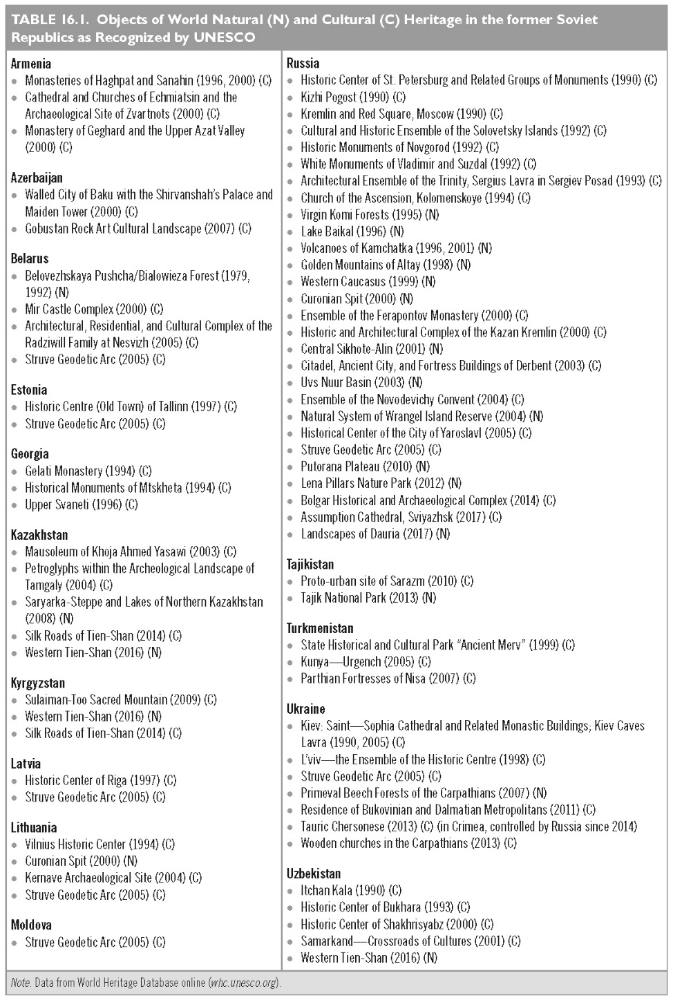 TABLE 16.1. Objects of World Natural (N) and Cultural (C) Heritage in the former Soviet
Republics as Recognized by UNESCO
Armenia
• Monasteries of Haghpat and Sanahin (1996, 2000) (C)
• Cathedral and Churches of Echmiatsin and the
Archaeological Site of Zvartnots (2000) (C)
• Monastery of Geghard and the Upper Azat Valley
(2000) (C)
Azerbaijan
• Walled City of Baku with the Shirvanshah's Palace and
Maiden Tower (2000) (C)
• Gobustan Rock Art Cultural Landscape (2007) (C)
Belarus
• Belovezhskaya Pushcha/Bialowieza Forest (1979,
1992) (N)
• Mir Castle Complex (2000) (C)
• Architectural, Residential, and Cultural Complex of the
Radziwill Family at Nesvizh (2005) (C)
• Struve Geodetic Arc (2005) (C)
Estonia
• Historic Centre (Old Town) of Tallinn (1997) (C)
• Struve Geodetic Arc (2005) (C)
Georgia
• Gelati Monastery (1994) (C)
• Historical Monuments of Mtskheta (1994) (C)
• Upper Svaneti (1996) (C)
Kazakhstan
• Mausoleum of Khoja Ahmed Yasawi (2003) (C)
• Petroglyphs within the Archeological Landscape of
Tamgaly (2004) (C)
• Saryarka-Steppe and Lakes of Northern Kazakhstan
(2008) (N)
• Silk Roads of Tien-Shan (2014) (C)
• Western Tien-Shan (2016) (N)
Kyrgyzstan
• Sulaiman-Too Sacred Mountain (2009) (C)
• Western Tien-Shan (2016) (N)
• Silk Roads of Tien-Shan (2014) (C)
Latvia
• Historic Center of Riga (1997) (C)
• Struve Geodetic Arc (2005) (C)
Lithuania
• Vilnius Historic Center (1994) (C)
• Curonian Spit (2000) (N)
• Kernave Archaeological Site (2004) (C)
• Struve Geodetic Arc (2005) (C)
Moldova
• Struve Geodetic Arc (2005) (C)
Russia
• Historic Center of St. Petersburg and Related Groups of Monuments (1990) (C)
• Kizhi Pogost (1990) (C)
• Kremlin and Red Square, Moscow (1990) (C)
• Cultural and Historic Ensemble of the Solovetsky Islands (1992) (C)
• Historic Monuments of Novgorod (1992) (C)
• White Monuments of Vladimir and Suzdal (1992) (C)
• Architectural Ensemble of the Trinity, Sergius Lavra in Sergiev Posad (1993) (C)
• Church of the Ascension, Kolomenskoye (1994) (C)
• Virgin Komi Forests (1995) (N)
• Lake Baikal (1996) (N)
• Volcanoes of Kamchatka (1996, 2001) (N)
• Golden Mountains of Altay (1998) (N)
• Western Caucasus (1999) (N)
• Curonian Spit (2000) (N)
• Ensemble of the Ferapontov Monastery (2000) (C)
• Historic and Architectural Complex of the Kazan Kremlin (2000) (C)
• Central Sikhote-Alin (2001) (N)
• Citadel, Ancient City, and Fortress Buildings of Derbent (2003) (C)
• Uvs Nuur Basin (2003) (N)
• Ensemble of the Novodevichy Convent (2004) (C)
• Natural System of Wrangel Island Reserve (2004) (N)
• Historical Center of the City of Yaroslavl (2005) (C)
• Struve Geodetic Arc (2005) (C)
• Putorana Plateau (2010) (N)
• Lena Pillars Nature Park (2012) (N)
• Bolgar Historical and Archaeological Complex (2014) (C)
• Assumption Cathedral, Sviyazhsk (2017) (C)
• Landscapes of Dauria (2017) (N)
Tajikistan
• Proto-urban site of Sarazm (2010) (C)
• Tajik National Park (2013) (N)
Turkmenistan
• State Historical and Cultural Park “Ancient Merv” (1999) (C)
• Kunya—Urgench (2005) (C)
• Parthian Fortresses of Nisa (2007) (C)
Ukraine
• Kiev: Saint—Sophia Cathedral and Related Monastic Buildings; Kiev Caves
Lavra (1990, 2005) (C)
• L'viv—the Ensemble of the Historic Centre (1998) (C)
• Struve Geodetic Arc (2005) (C)
• Primeval Beech Forests of the Carpathians (2007) (N)
• Residence of Bukovinian and Dalmatian Metropolitans (2011) (C)
• Tauric Chersonese (2013) (C) (in Crimea, controlled by Russia since 2014)
• Wooden churches in the Carpathians (2013) (C)
Uzbekistan
• Itchan Kala (1990) (C)
• Historic Center of Bukhara (1993) (C)
• Historic Center of Shakhrisyabz (2000) (C)
• Samarkand—Crossroads of Cultures (2001) (C)
• Western Tien-Shan (2016) (N)
Note. Data from World Heritage Database online (whc.unesco.org).